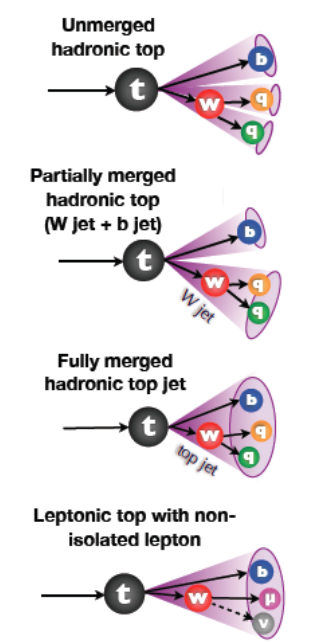 Unmerged
hadronic top
b
t
w
q
q
Partially merged
hadronic top
(W jet + b jet)
b
t
w
q
q
W jet
Fully merged
hadronic top jet
b
t
w
q
q
top jet
Leptonic top with non-
isolated lepton
b
t
w
μ
ν